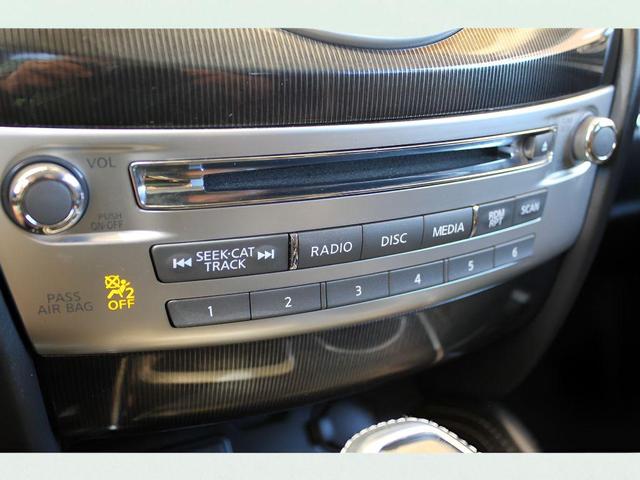 VOL
PUSH
ON·OFF
SEEK·CAT
TRACK
RADIO
DISC
MEDIA
RDM
RPT
SCAN
PASS
AIR BAG
2
OFF
1
2
3
4
5
6